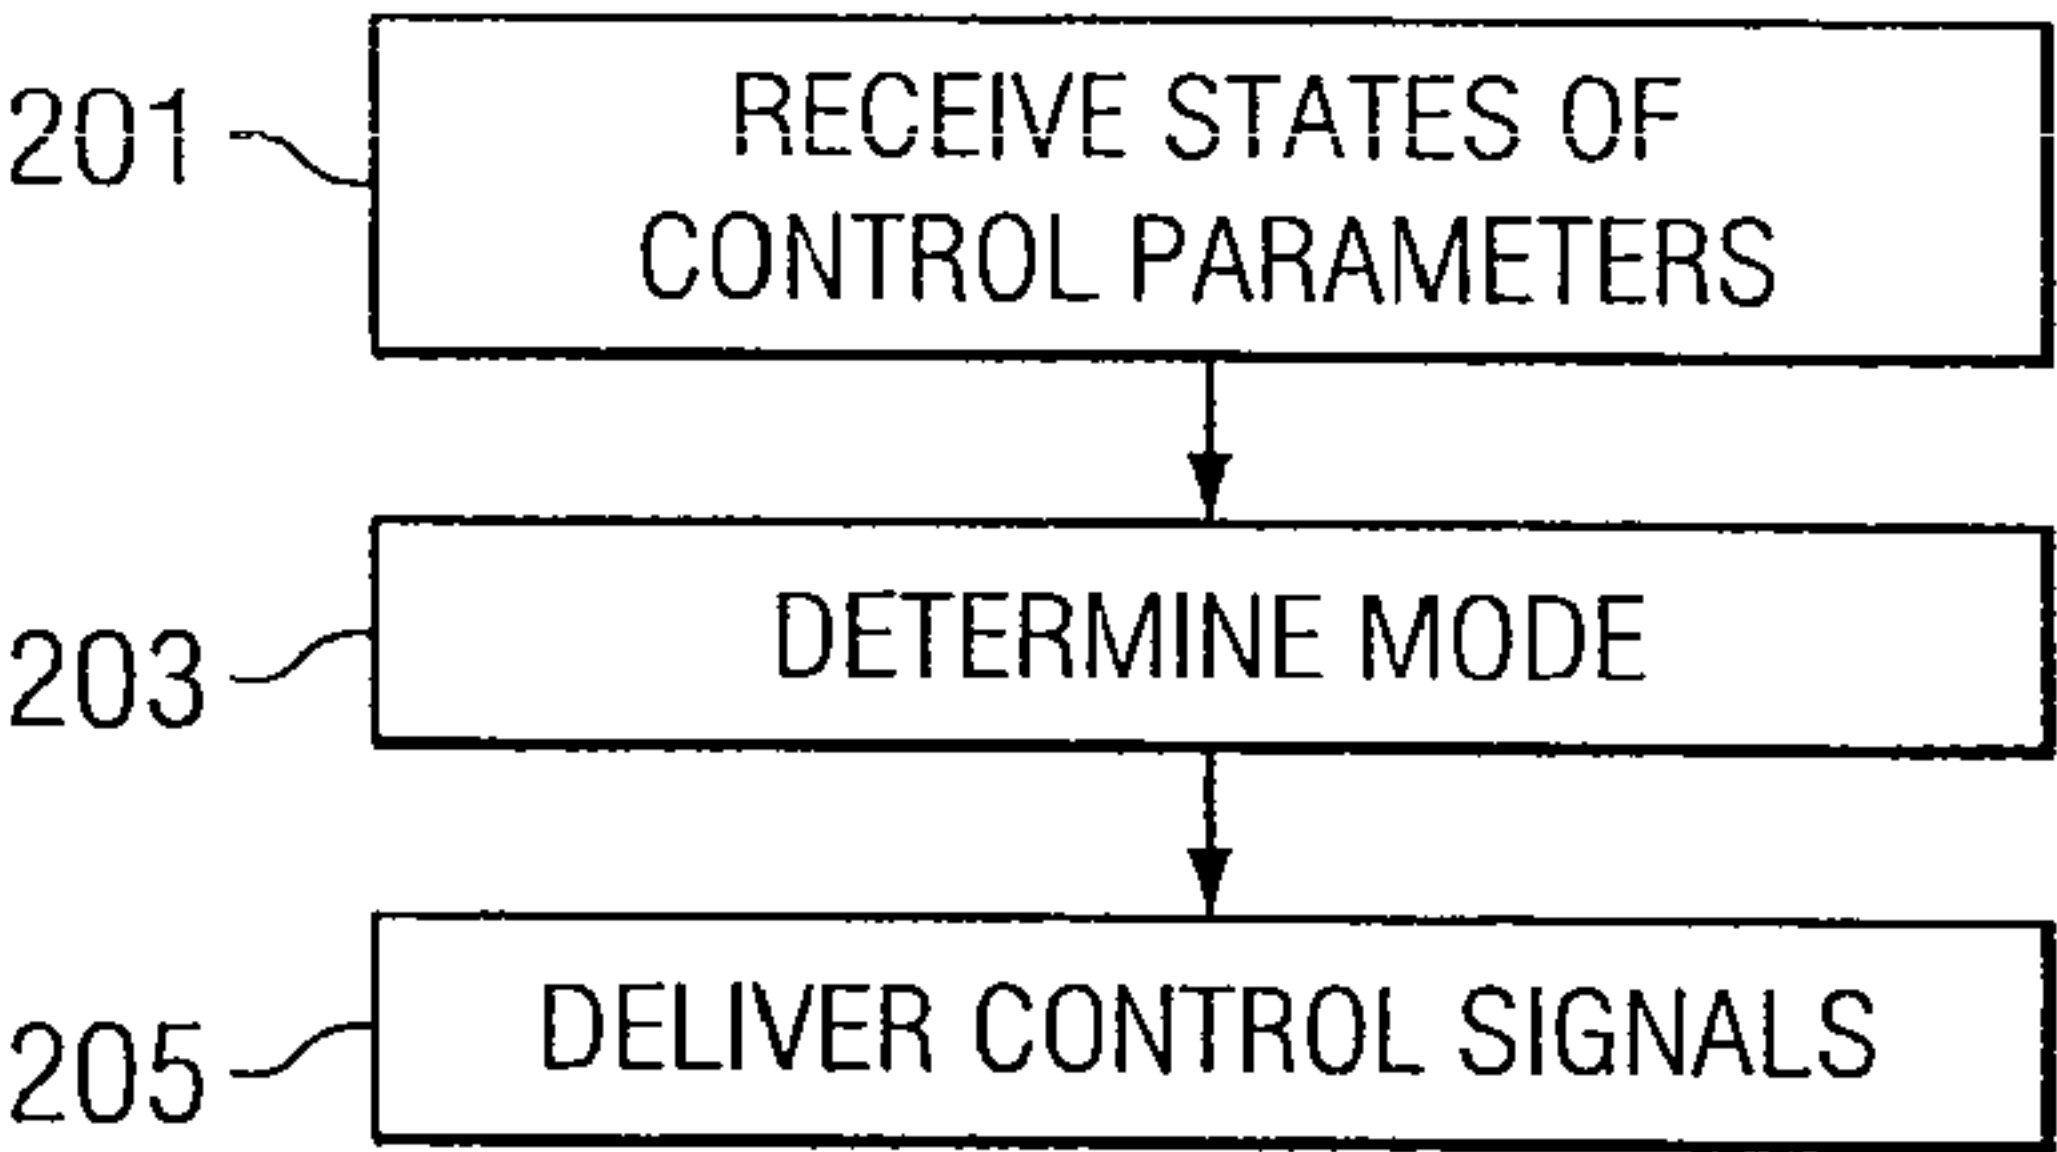 201
RECEIVE STATES OF
CONTROL PARAMETERS
203
DETERMINE MODE
205
DELIVER CONTROL SIGNALS